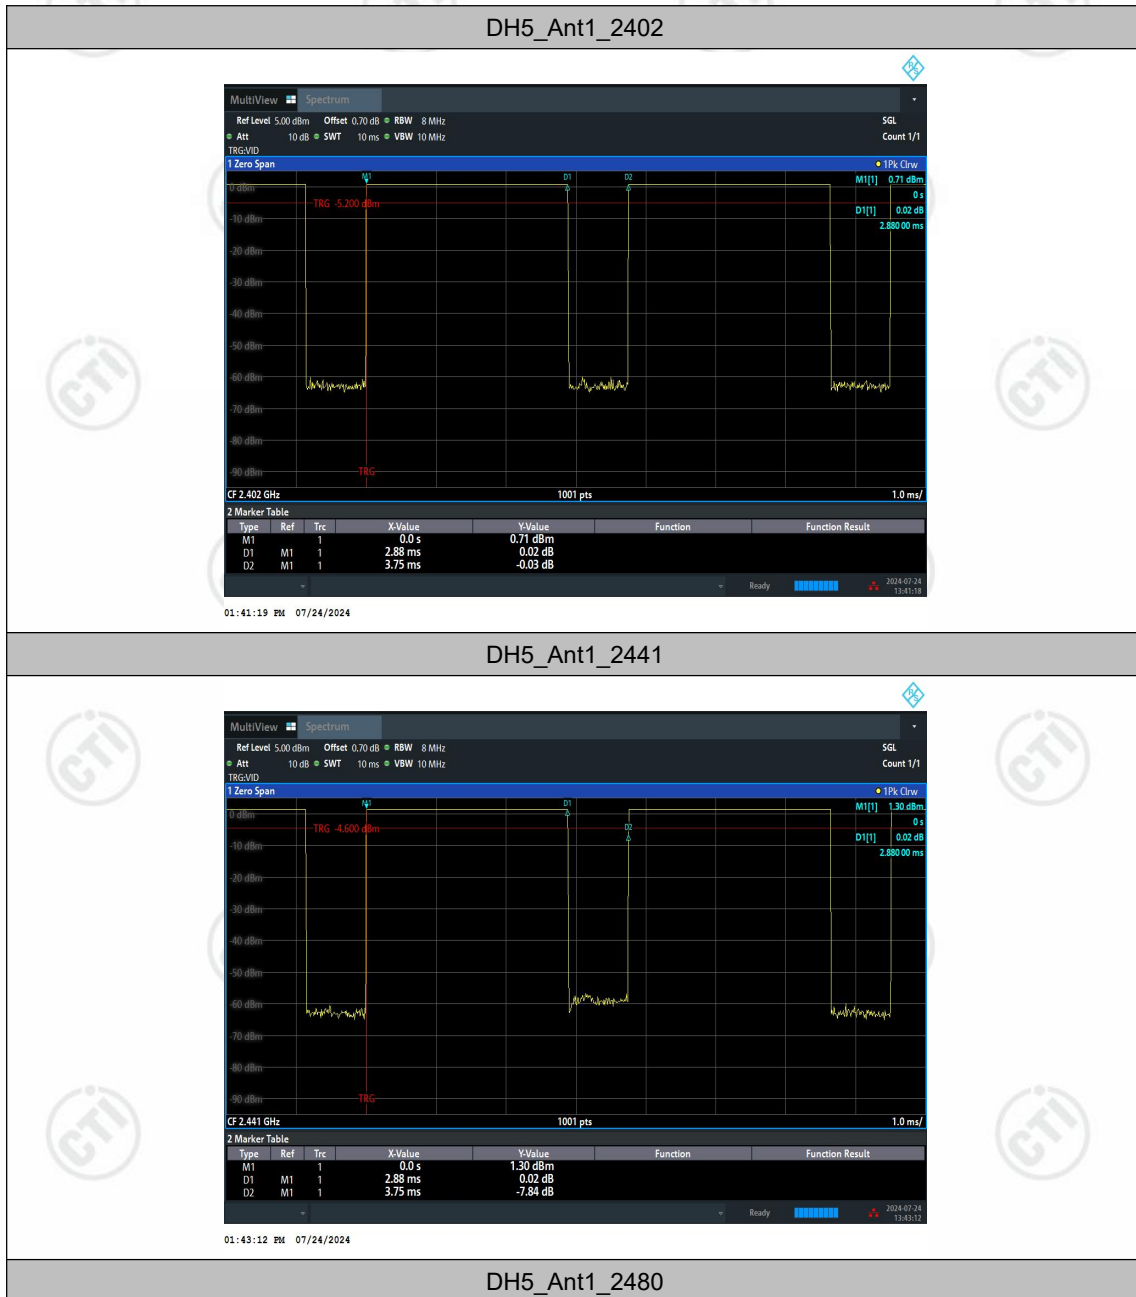 DH5_Ant1_2402
MultiView Spectrum
Ref Level 5.00 dBm Offset 0.70 dB RBW 8 MHz SGL
Att 10 dB SWT 10 ms VBW 10 MHz Count 1/1
TRG:VID
1 Zero Span 1Pk Clrw
M1 D1 D2 M1[1] 0.71 dBm
0 dBm 0 s
TRG -5.200 dBm D1[1] 0.02 dB
-10 dBm 2.880 00 ms
-20 dBm
-30 dBm
-40 dBm
-50 dBm
-60 dBm
-70 dBm
-80 dBm
-90 dBm TRG
CF 2.402 GHz 1001 pts 1.0 ms/
2 Marker Table
Type Ref Trc X-Value Y-Value Function Function Result
M1 1 0.0 s 0.71 dBm
D1 M1 1 2.88 ms 0.02 dB
D2 M1 1 3.75 ms -0.03 dB
Ready 2024-07-24
13:41:18
01:41:19 PM 07/24/2024
DH5_Ant1_2441
MultiView Spectrum
Ref Level 5.00 dBm Offset 0.70 dB RBW 8 MHz SGL
Att 10 dB SWT 10 ms VBW 10 MHz Count 1/1
TRG:VID
1 Zero Span 1Pk Clrw
M1 D1 M1[1] 1.30 dBm
0 dBm 0 s
TRG -4.600 dBm D2 D1[1] 0.02 dB
-10 dBm 2.880 00 ms
-20 dBm
-30 dBm
-40 dBm
-50 dBm
-60 dBm
-70 dBm
-80 dBm
-90 dBm TRG
CF 2.441 GHz 1001 pts 1.0 ms/
2 Marker Table
Type Ref Trc X-Value Y-Value Function Function Result
M1 1 0.0 s 1.30 dBm
D1 M1 1 2.88 ms 0.02 dB
D2 M1 1 3.75 ms -7.84 dB
Ready 2024-07-24
13:43:12
01:43:12 PM 07/24/2024
DH5_Ant1_2480
CTI
CTI
CTI
CTI
CTI
CTI